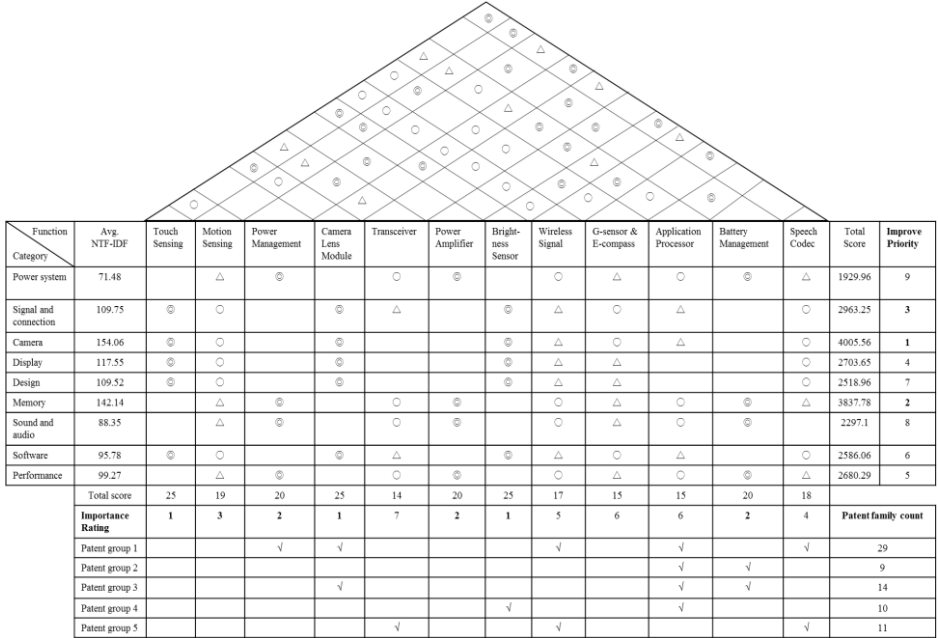 Function
Category
Avg. NTF-IDF
Touch Sensing
Motion Sensing
Power Management
Camera Lens Module
Transceiver
Power Amplifier
Bright-ness Sensor
Wireless Signal
G-sensor & E-compass
Application Processor
Battery Management
Speech Codec
Total Score
Improve Priority
Power system 71.48 △ ◎ ○ ◎ ○ △ ○ ◎ △ 1929.96 9
Signal and connection 109.75 ◎ ○ ◎ △ ◎ △ ○ △ ○ 2963.25 3
Camera 154.06 ◎ ○ ◎ ◎ △ ○ △ ○ 4005.56 1
Display 117.55 ◎ ○ ◎ ◎ △ △ ○ 2703.65 4
Design 109.52 ◎ ○ ◎ ◎ △ △ ○ 2518.96 7
Memory 142.14 △ ◎ ○ ◎ ○ △ ○ ◎ △ 3837.78 2
Sound and audio 88.35 △ ◎ ○ ◎ ○ △ ○ ◎ 2297.1 8
Software 95.78 ◎ ○ ◎ △ ◎ △ ○ △ ○ 2586.06 6
Performance 99.27 △ ◎ ○ ◎ ○ △ ○ ◎ △ 2680.29 5
Total score 25 19 20 25 14 20 25 17 15 15 20 18
Importance Rating 1 3 2 1 7 2 1 5 6 6 2 4 Patent family count
Patent group 1 √ √ √ √ √ 29
Patent group 2 √ √ 9
Patent group 3 √ √ √ 14
Patent group 4 √ √ 10
Patent group 5 √ √ √ 11